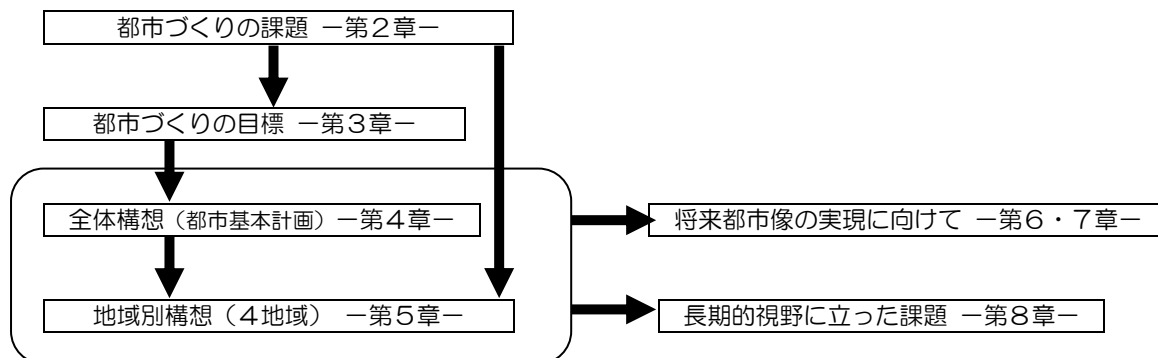 都市づくりの課題 －第２章－
都市づくりの目標 －第３章－
全体構想（都市基本計画）－第４章－
将来都市像の実現に向けて －第６・７章－
地域別構想（４地域） －第５章－
長期的視野に立った課題 －第８章－